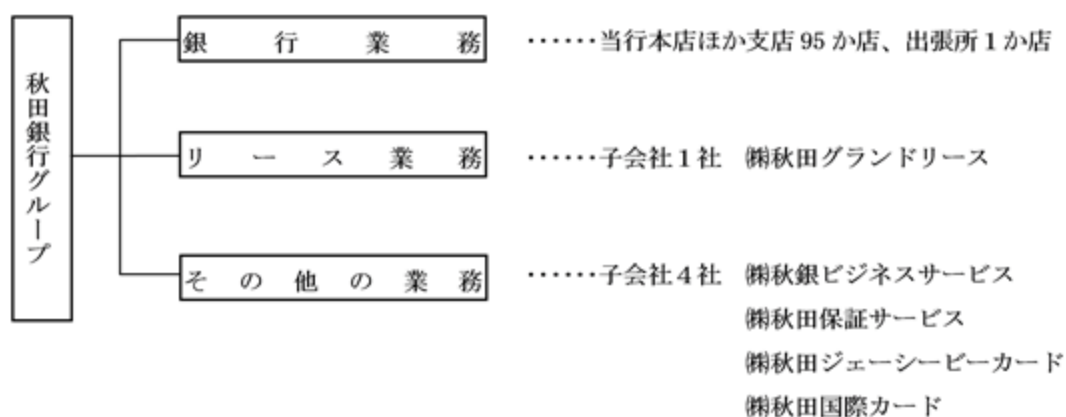 秋田銀行グループ
銀行業務 ……当行本店ほか支店95か店、出張所1か店
リース業務 ……子会社1社 ㈱秋田グランドリース
その他の業務 ……子会社4社 ㈱秋銀ビジネスサービス
㈱秋田保証サービス
㈱秋田ジェーシービーカード
㈱秋田国際カード